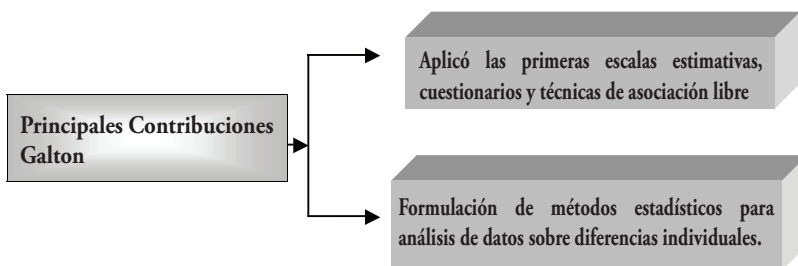 Principales Contribuciones
Galton
Aplicó las primeras escalas estimativas,
cuestionarios y técnicas de asociación libre
Formulación de métodos estadísticos para
análisis de datos sobre diferencias individuales.